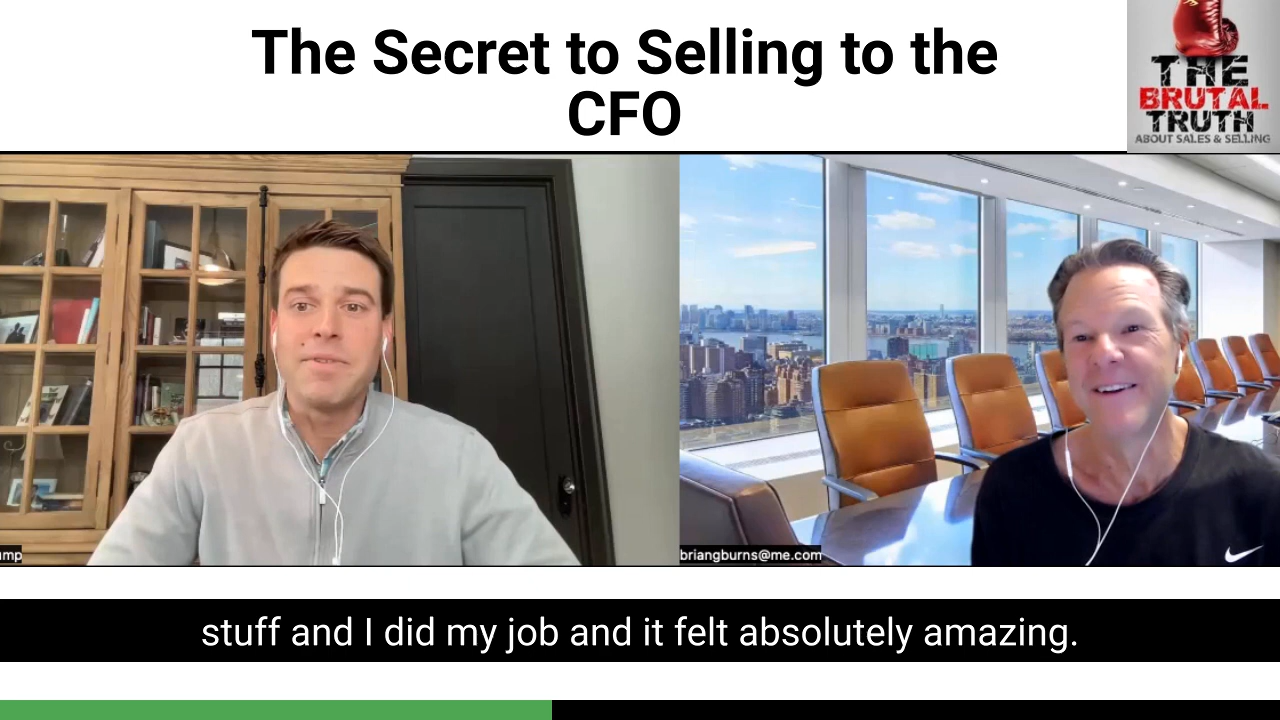 The Secret to Selling to the
CFO
THE
BRUTAL
TRUTH
ABOUT SALES & SELLING
ump
briangburns@me.com
stuff and I did my job and it felt absolutely amazing.